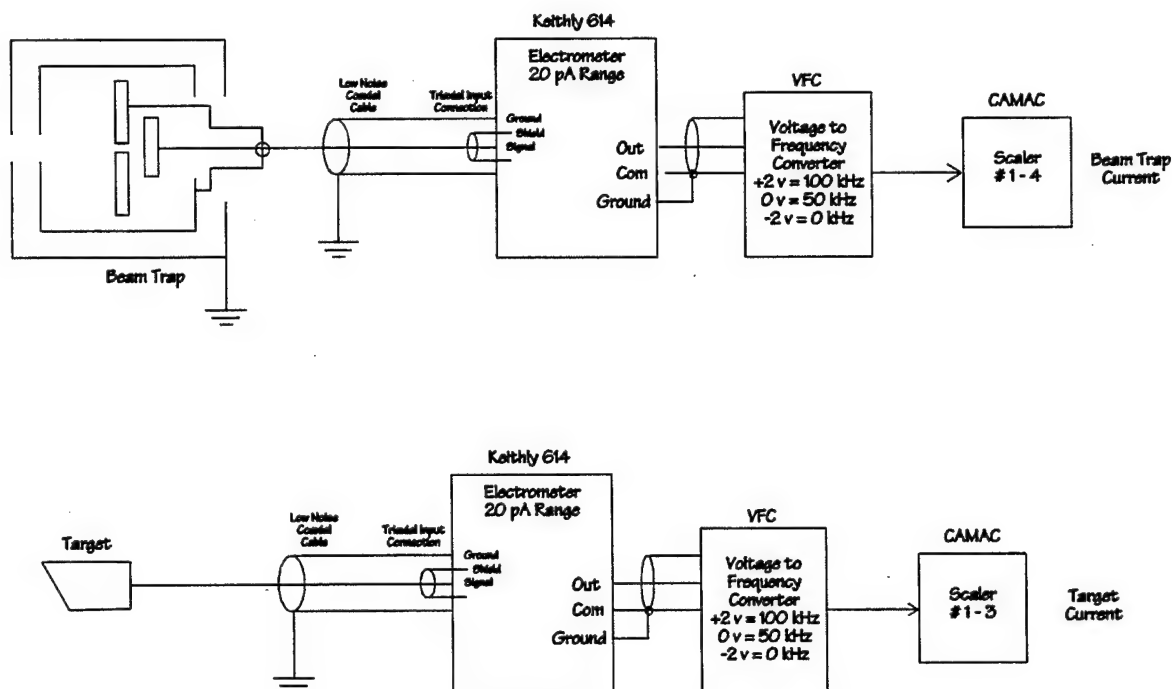 Keithly 614
Electrometer
20 pA Range
Low Noise
Coaxial
Cable
Triaxial Input
Connection
Ground
Shield
Signal
Out
Com
Ground
VFC
Voltage to
Frequency
Converter
+2 v = 100 kHz
0 v = 50 kHz
-2 v = 0 kHz
CAMAC
Scaler
#1 - 4
Beam Trap
Current
Beam Trap
Keithly 614
Electrometer
20 pA Range
Low Noise
Coaxial
Cable
Triaxial Input
Connection
Target
Ground
Shield
Signal
Out
Com
Ground
VFC
Voltage to
Frequency
Converter
+2 v = 100 kHz
0 v = 50 kHz
-2 v = 0 kHz
CAMAC
Scaler
#1 - 3
Target
Current